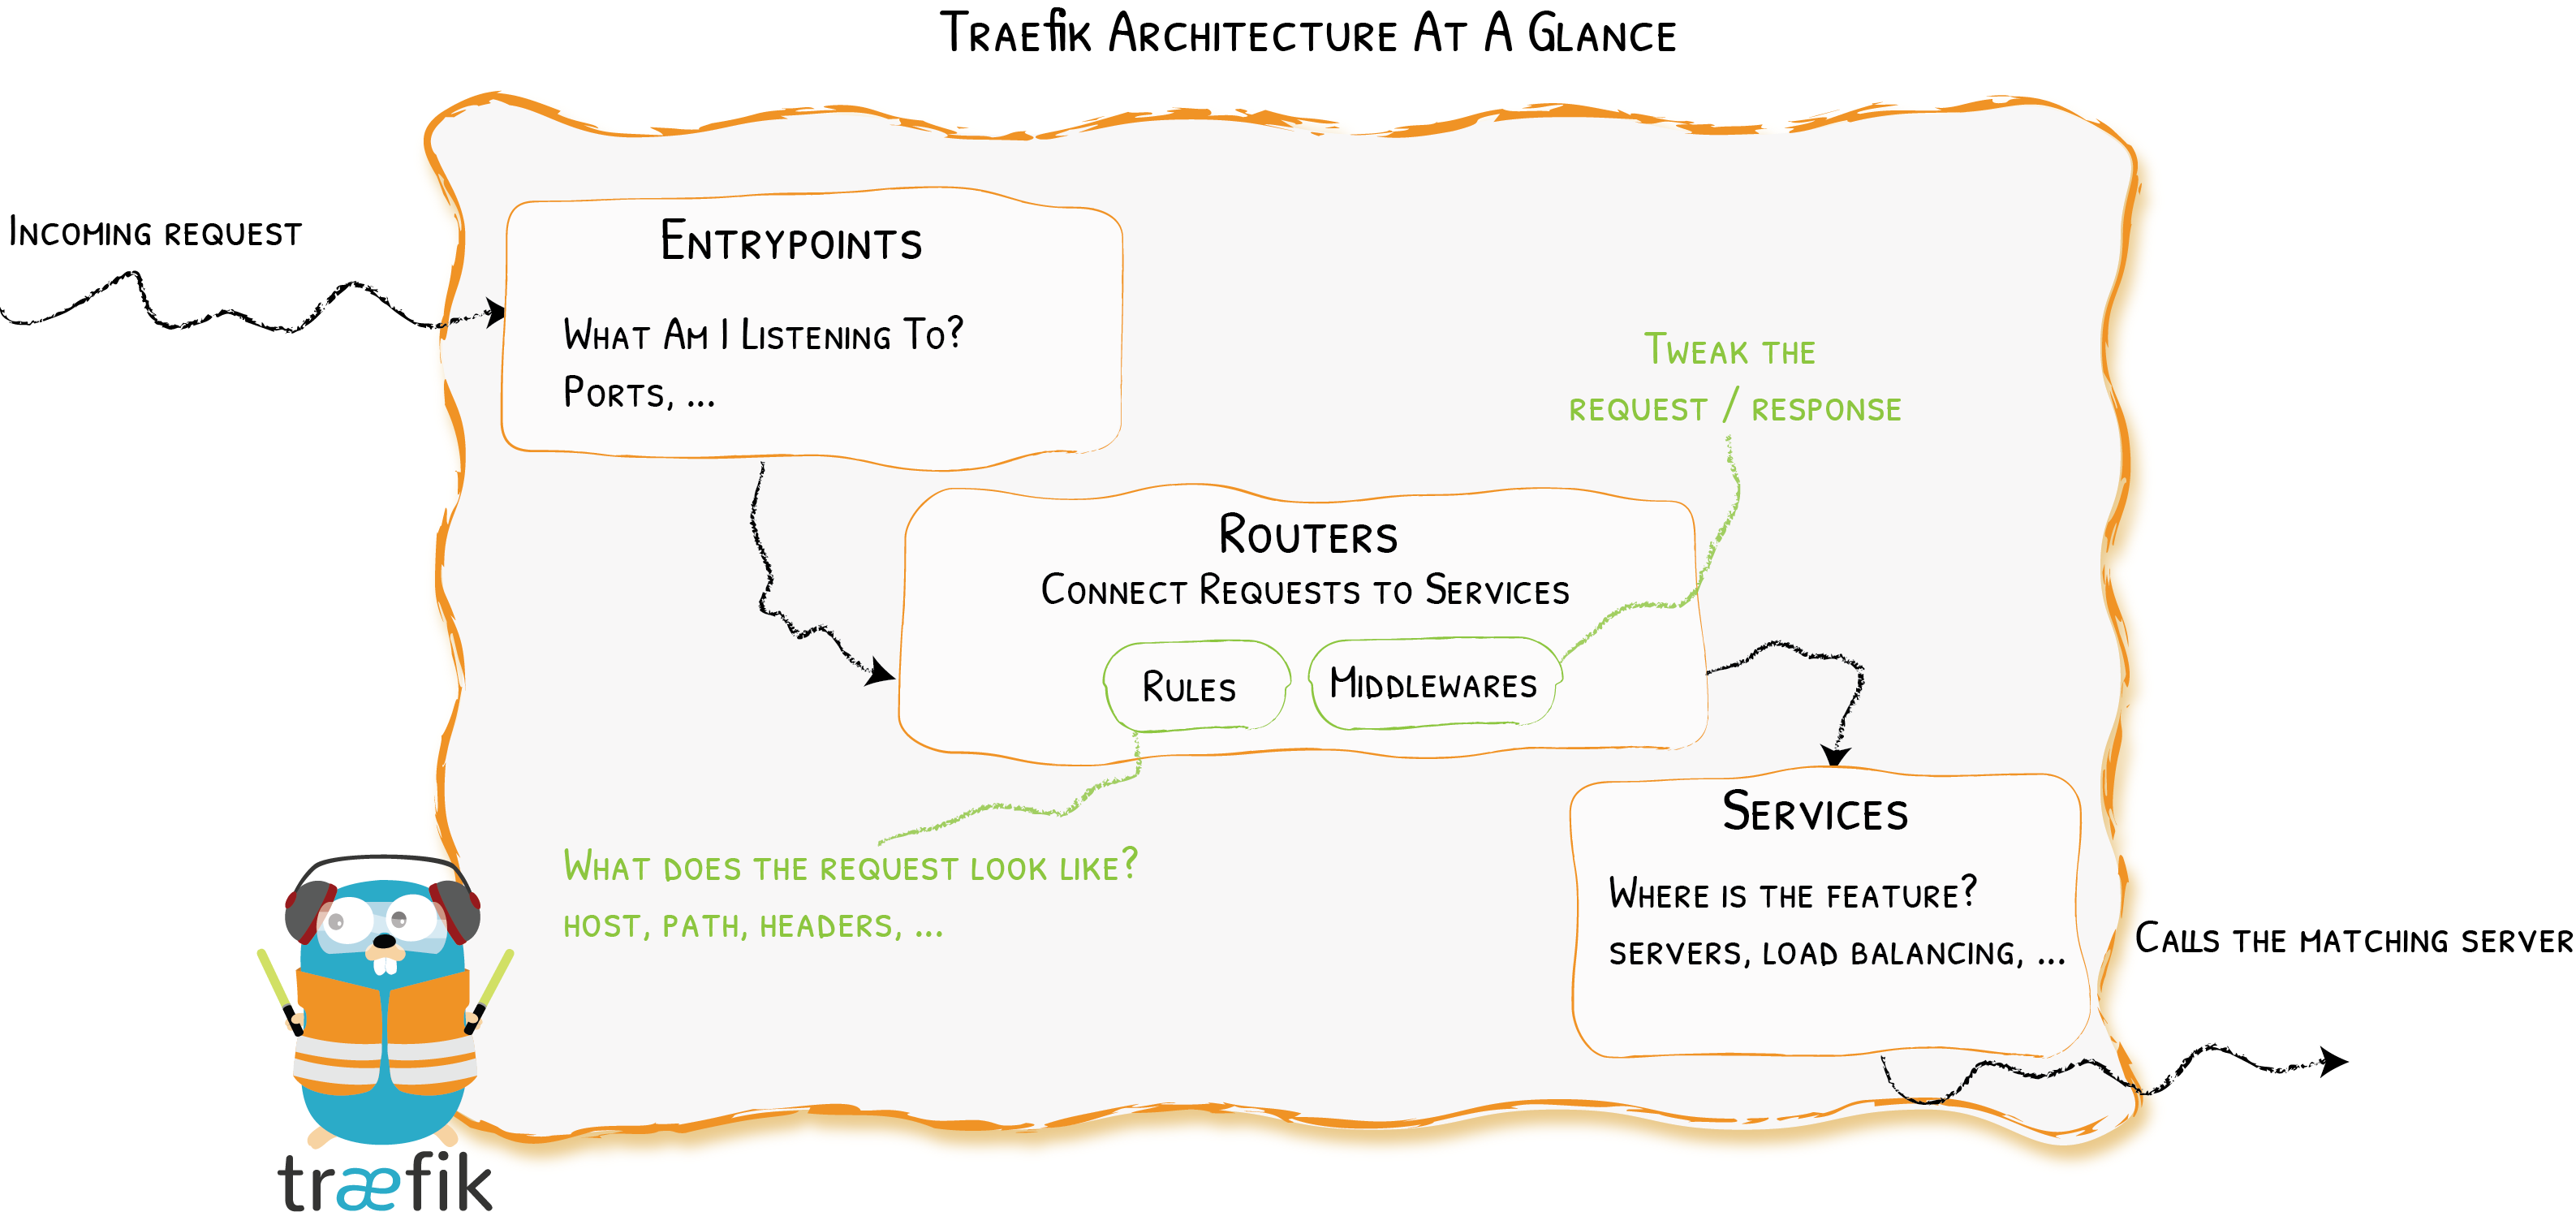 Traefik Architecture At A Glance
Incoming request
Entrypoints
What Am I Listening To?
Ports, ...
Tweak the
request / response
Routers
Connect Requests to Services
Rules
Middlewares
What does the request look like?
host, path, headers, ...
Services
Where is the feature?
servers, load balancing, ...
Calls the matching server
træfik